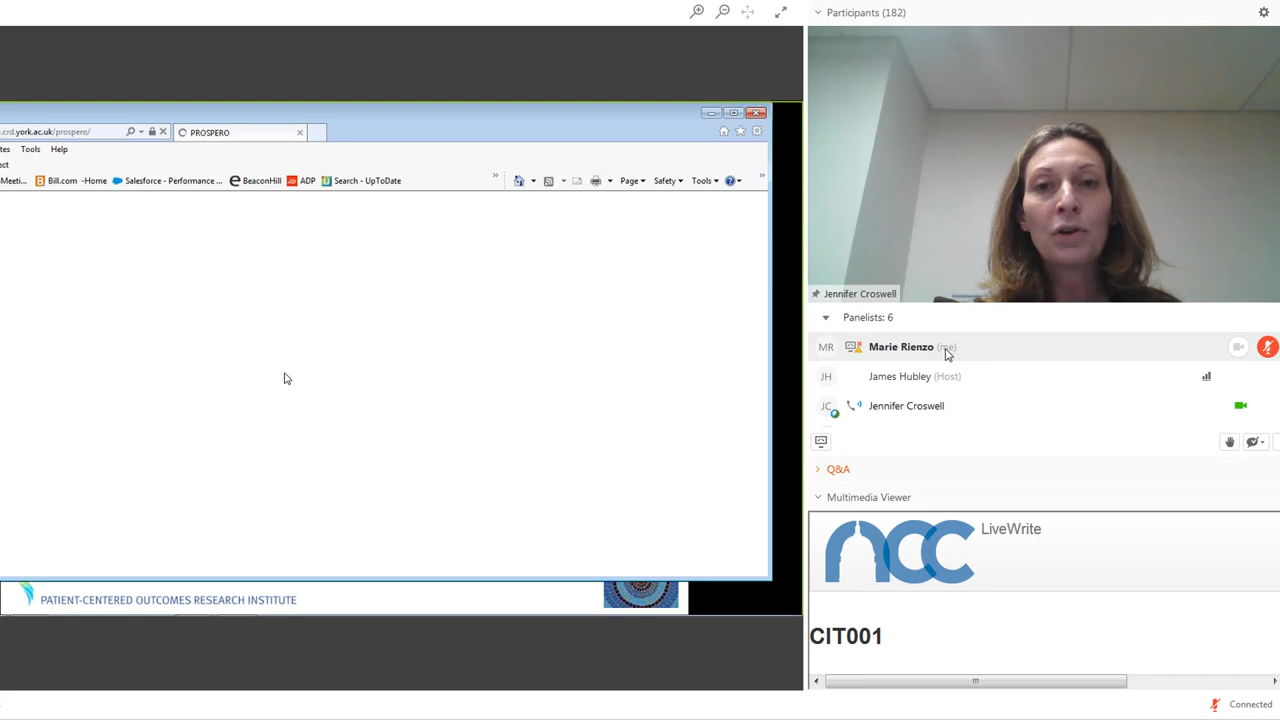 Participants (182)
.crd.york.ac.uk/prospero/
PROSPERO
Tools Help
Bill.com -Home
Salesforce - Performance ...
BeaconHill
ADP
Search - UpToDate
Page
Safety
Tools
Jennifer Croswell
Panelists: 6
MR Marie Rienzo (me)
JH James Hubley (Host)
JC Jennifer Croswell
Q&A
Multimedia Viewer
ACC LiveWrite
PATIENT-CENTERED OUTCOMES RESEARCH INSTITUTE
CIT001
Connected